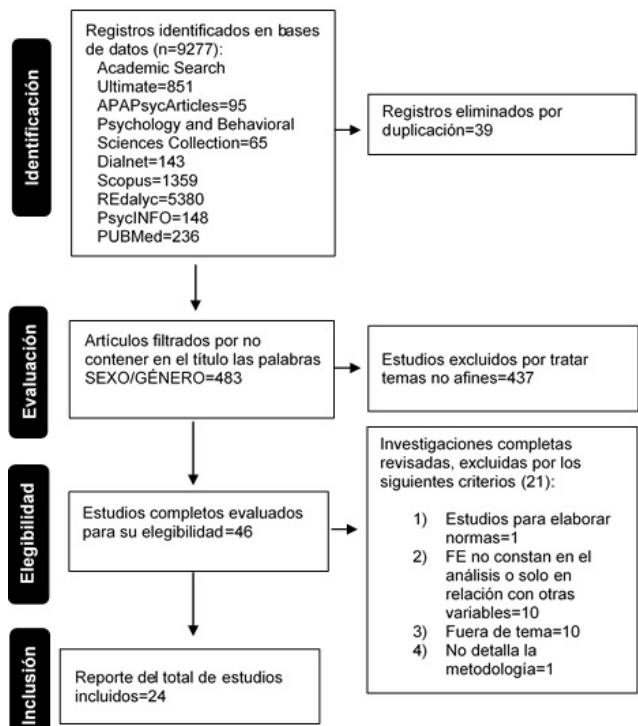 Identificación
Registros identificados en bases
de datos (n=9277):
Academic Search
Ultimate=851
APAPsycArticles=95
Psychology and Behavioral
Sciences Collection=65
Dialnet=143
Scopus=1359
REdalyc=5380
PsycINFO=148
PUBMed=236
Registros eliminados por
duplicación=39
Evaluación
Artículos filtrados por no
contener en el título las palabras
SEXO/GÉNERO=483
Estudios excluidos por tratar
temas no afines=437
Elegibilidad
Estudios completos evaluados
para su elegibilidad=46
Investigaciones completas
revisadas, excluidas por los
siguientes criterios (21):
1) Estudios para elaborar
normas=1
2) FE no constan en el
análisis o solo en
relación con otras
variables=10
3) Fuera de tema=10
4) No detalla la
metodología=1
Inclusión
Reporte del total de estudios
incluidos=24